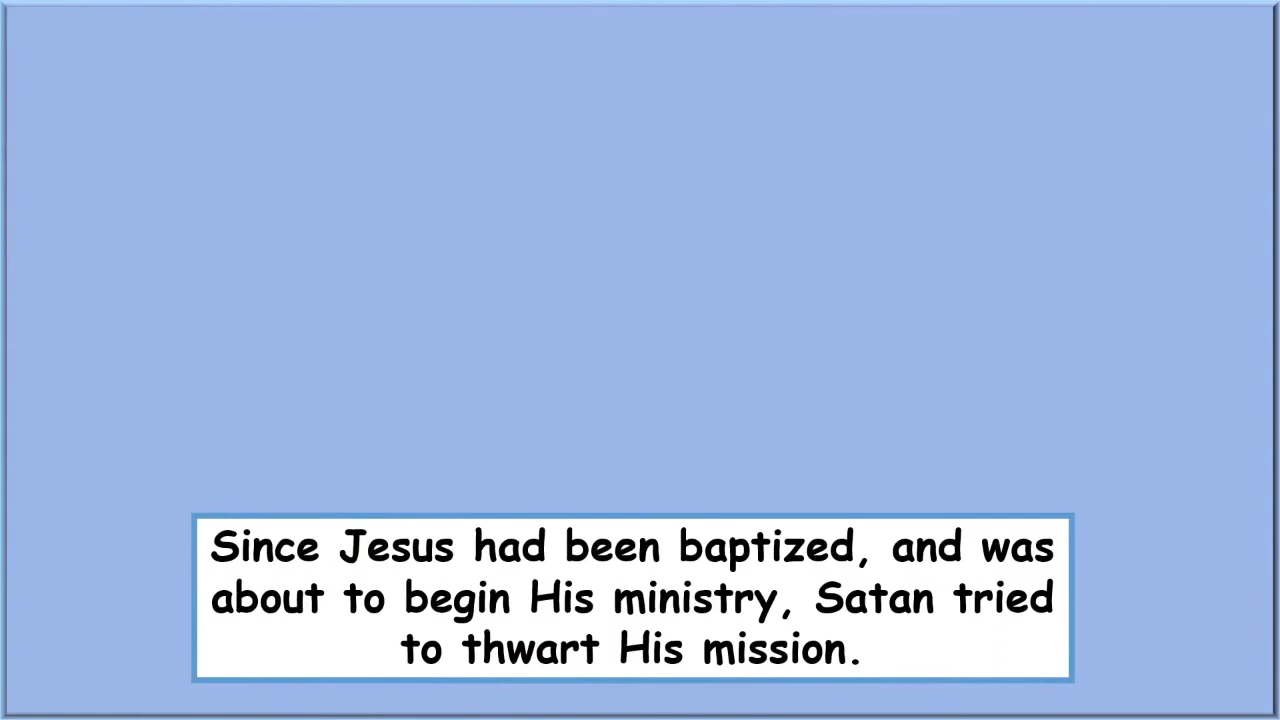 Since Jesus had been baptized, and was
about to begin His ministry, Satan tried
to thwart His mission.